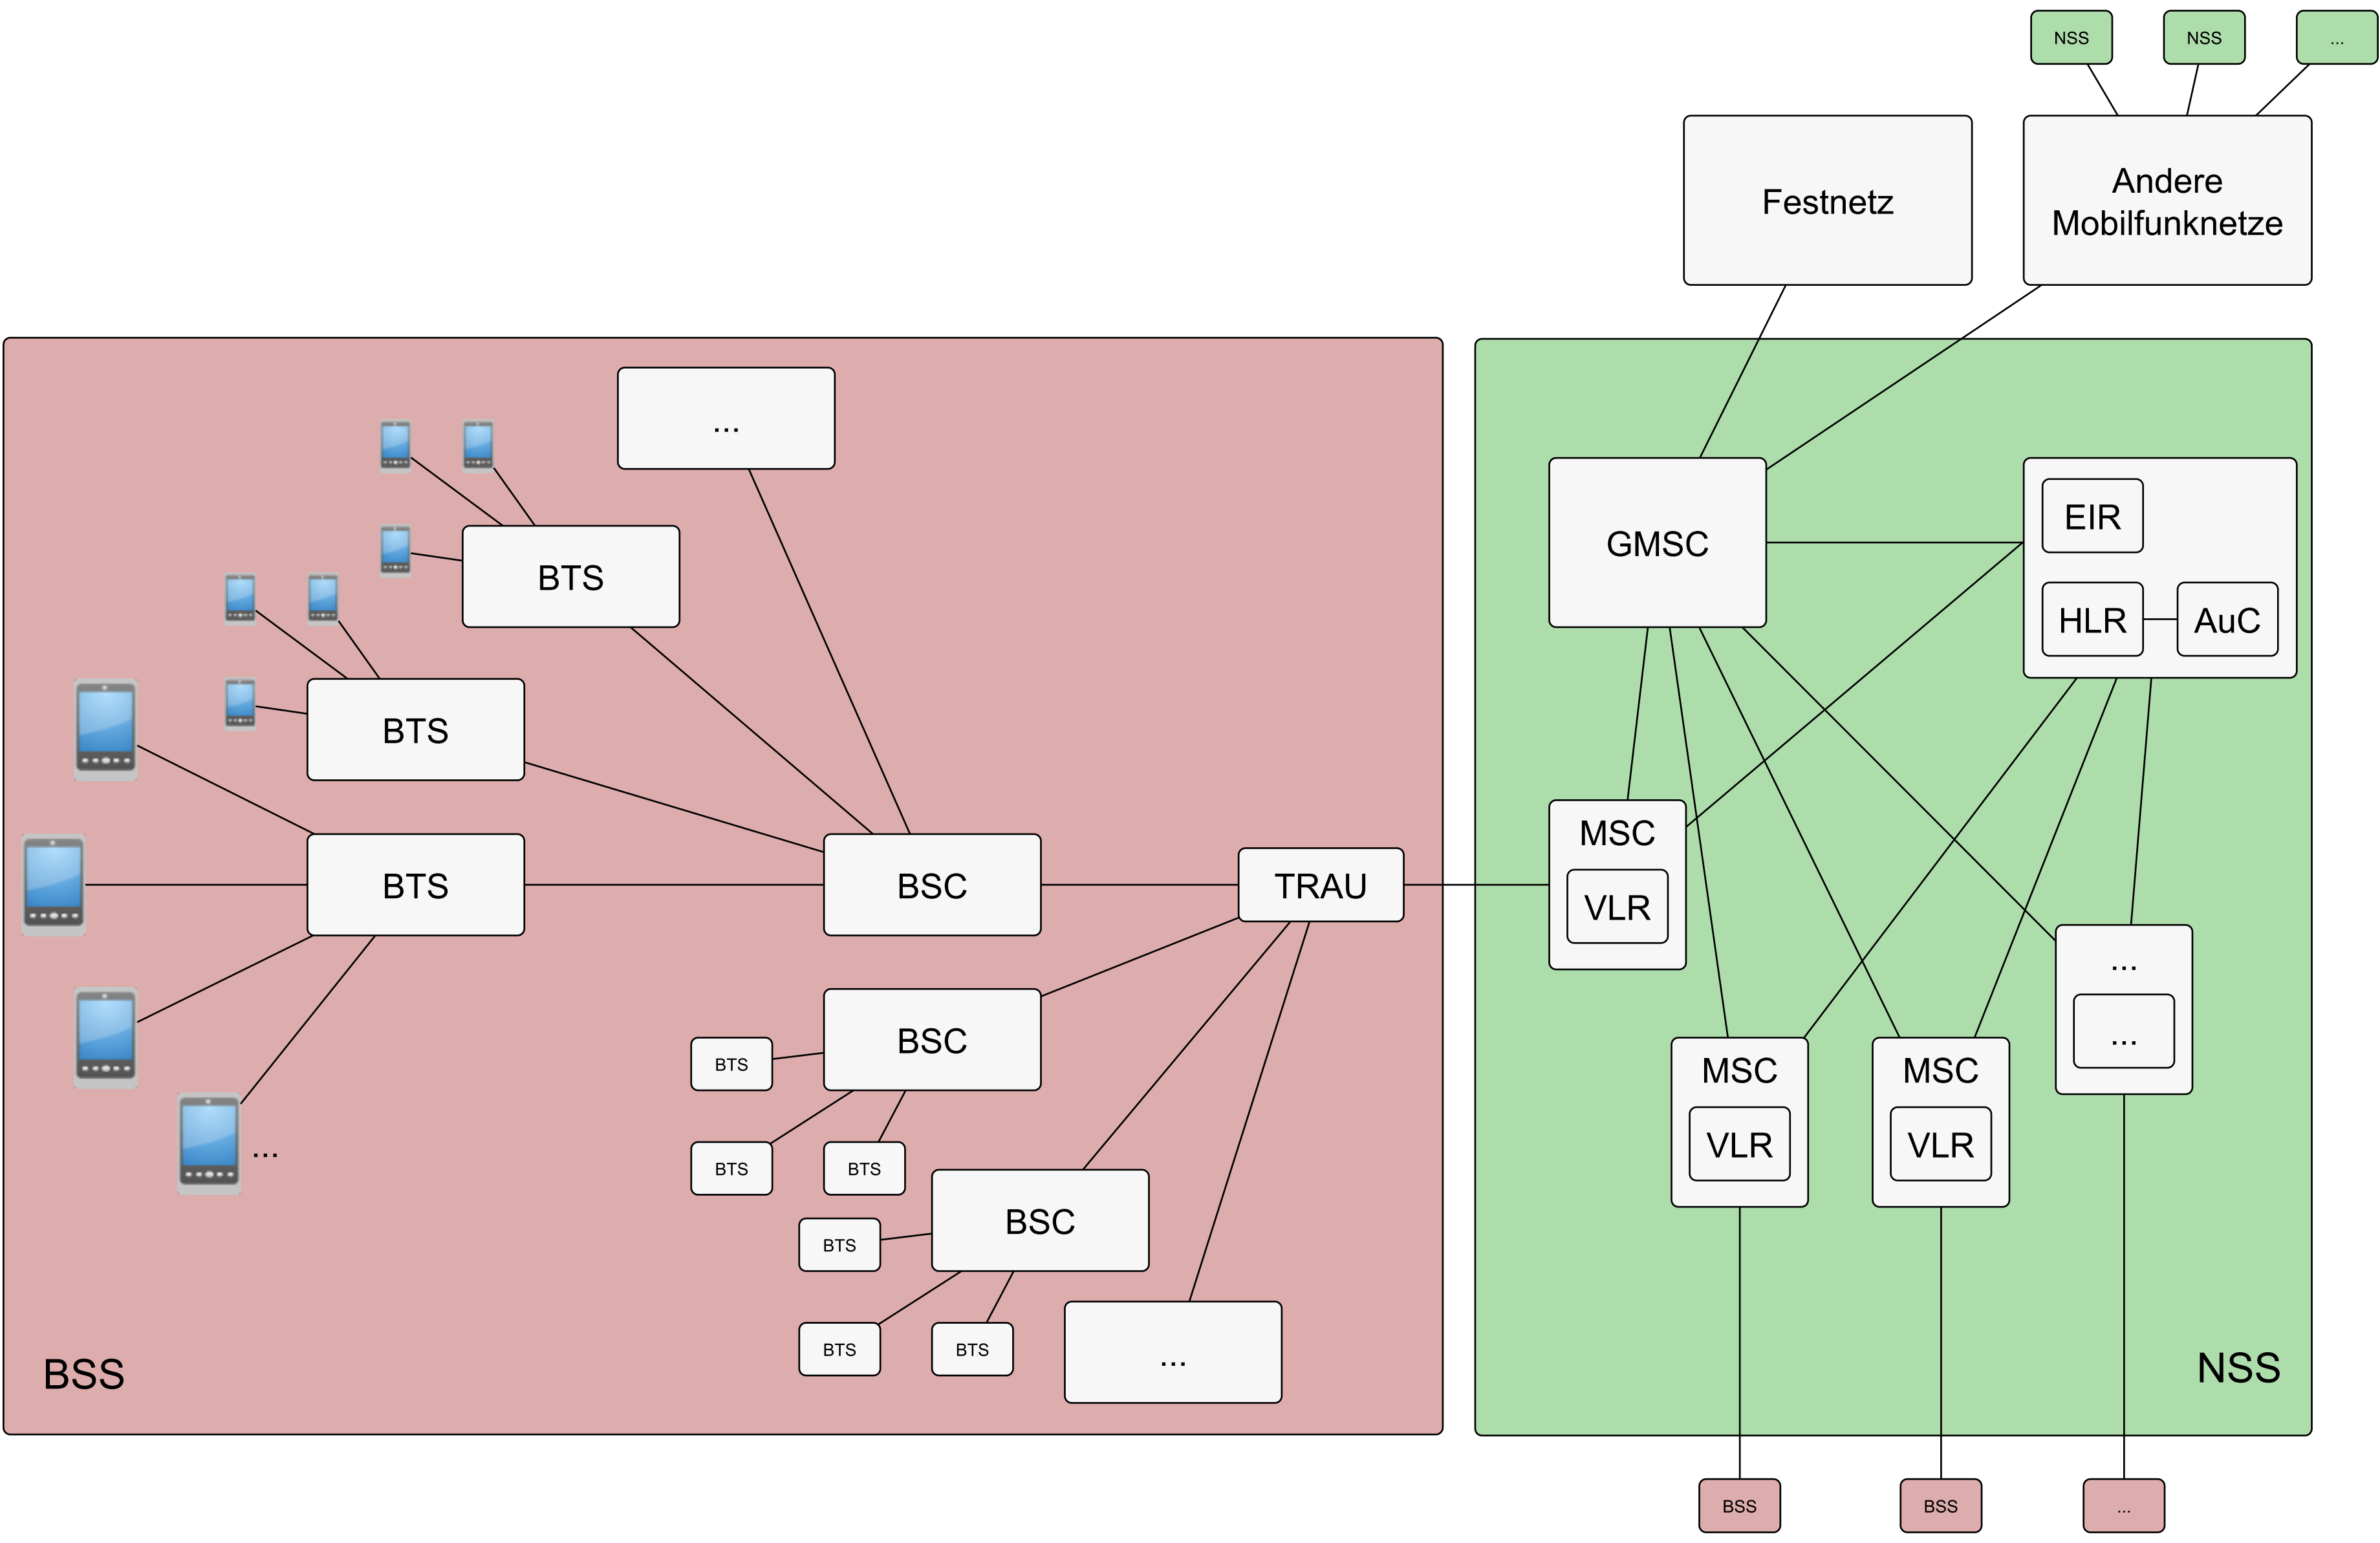 NSS
NSS
...
Festnetz
Andere
Mobilfunknetze
...
BTS
BTS
BTS
...
BSC
TRAU
BSC
BTS
BTS
BTS
BSC
BTS
BTS
BTS
...
BSS
GMSC
EIR
HLR
AuC
MSC
VLR
MSC
VLR
MSC
VLR
...
...
NSS
BSS
BSS
...